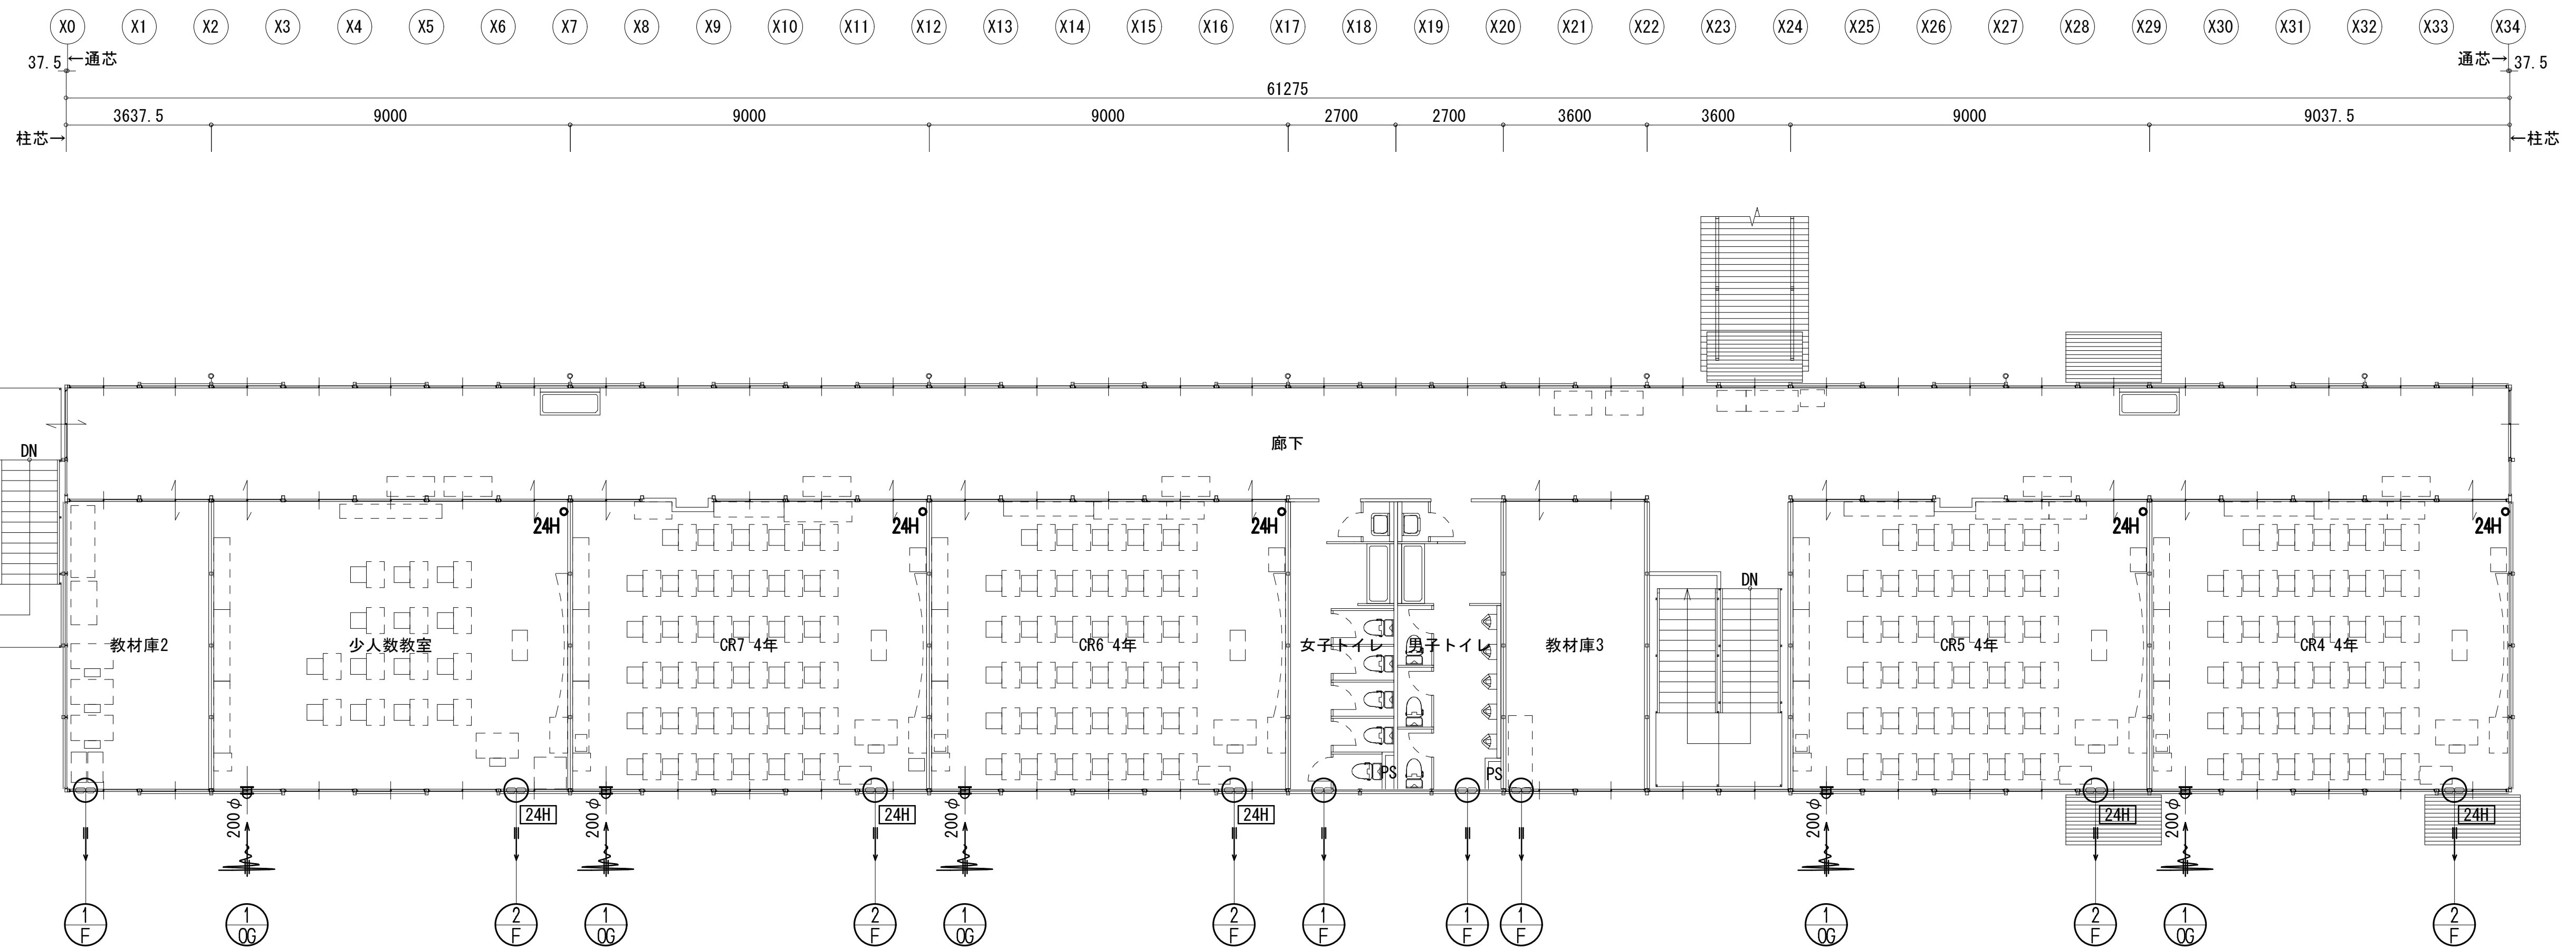 X0 X1 X2 X3 X4 X5 X6 X7 X8 X9 X10 X11 X12 X13 X14 X15 X16 X17 X18 X19 X20 X21 X22 X23 X24 X25 X26 X27 X28 X29 X30 X31 X32 X33 X34
←通芯 通芯→
37.5 37.5
61275
3637.5 9000 9000 9000 2700 2700 3600 3600 9000 9037.5
柱芯→ ←柱芯
廊下
DN
24H 24H 24H 24H 24H
DN
教材庫2 少人数教室 CR7 4年 CR6 4年 女子トイレ 男子トイレ 教材庫3 CR5 4年 CR4 4年
PS PS
24H 24H 24H 24H 24H
200φ 200φ 200φ 200φ 200φ
1 1 2 1 2 1 2 1 1 1 1 2 1 2
F OG F OG F OG F F F F OG F OG F